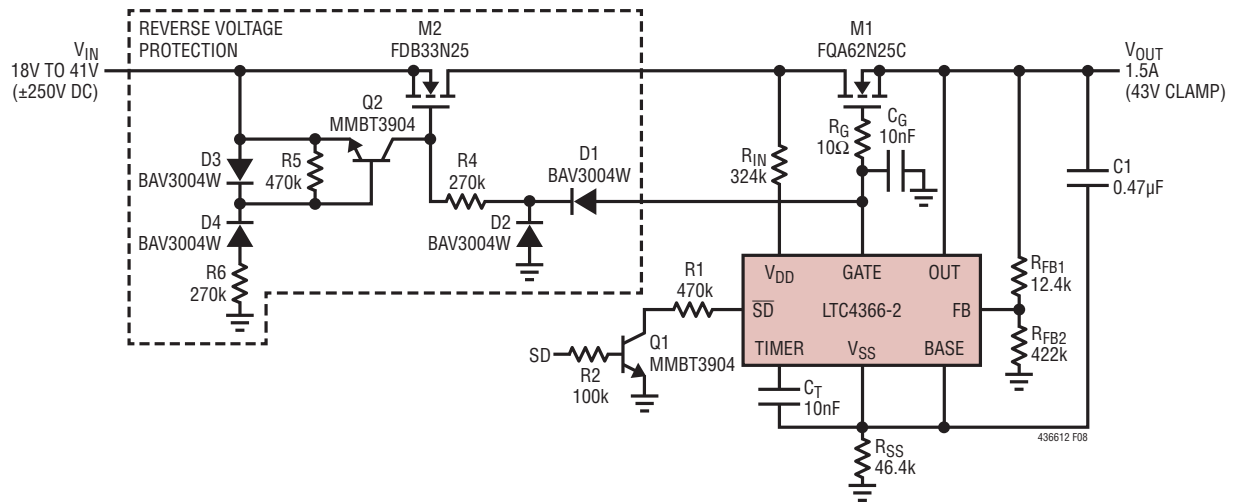 REVERSE VOLTAGE
PROTECTION
M2
FDB33N25
M1
FQA62N25C
VIN
18V TO 41V
(±250V DC)
VOUT
1.5A
(43V CLAMP)
Q2
MMBT3904
D3
BAV3004W
R5
470k
R4
270k
D1
BAV3004W
RG
10Ω
CG
10nF
RIN
324k
C1
0.47µF
D4
BAV3004W
D2
BAV3004W
R6
270k
R1
470k
VDD
GATE
OUT
SD
LTC4366-2
FB
TIMER
VSS
BASE
RFB1
12.4k
RFB2
422k
SD
R2
100k
Q1
MMBT3904
CT
10nF
RSS
46.4k
436612 F08